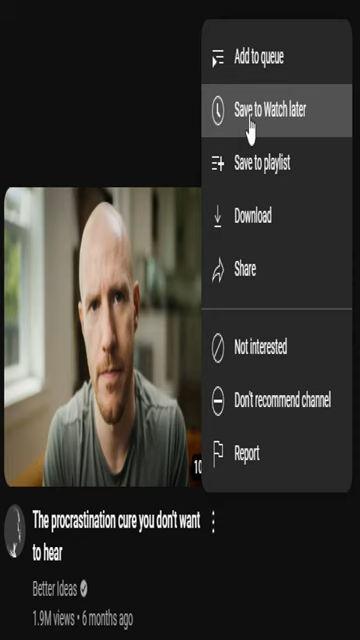 Add to queue
Save to Watch later
Save to playlist
Download
Share
Not interested
Don't recommend channel
Report
10
The procrastination cure you don't want
to hear
Better Ideas
1.9M views • 6 months ago